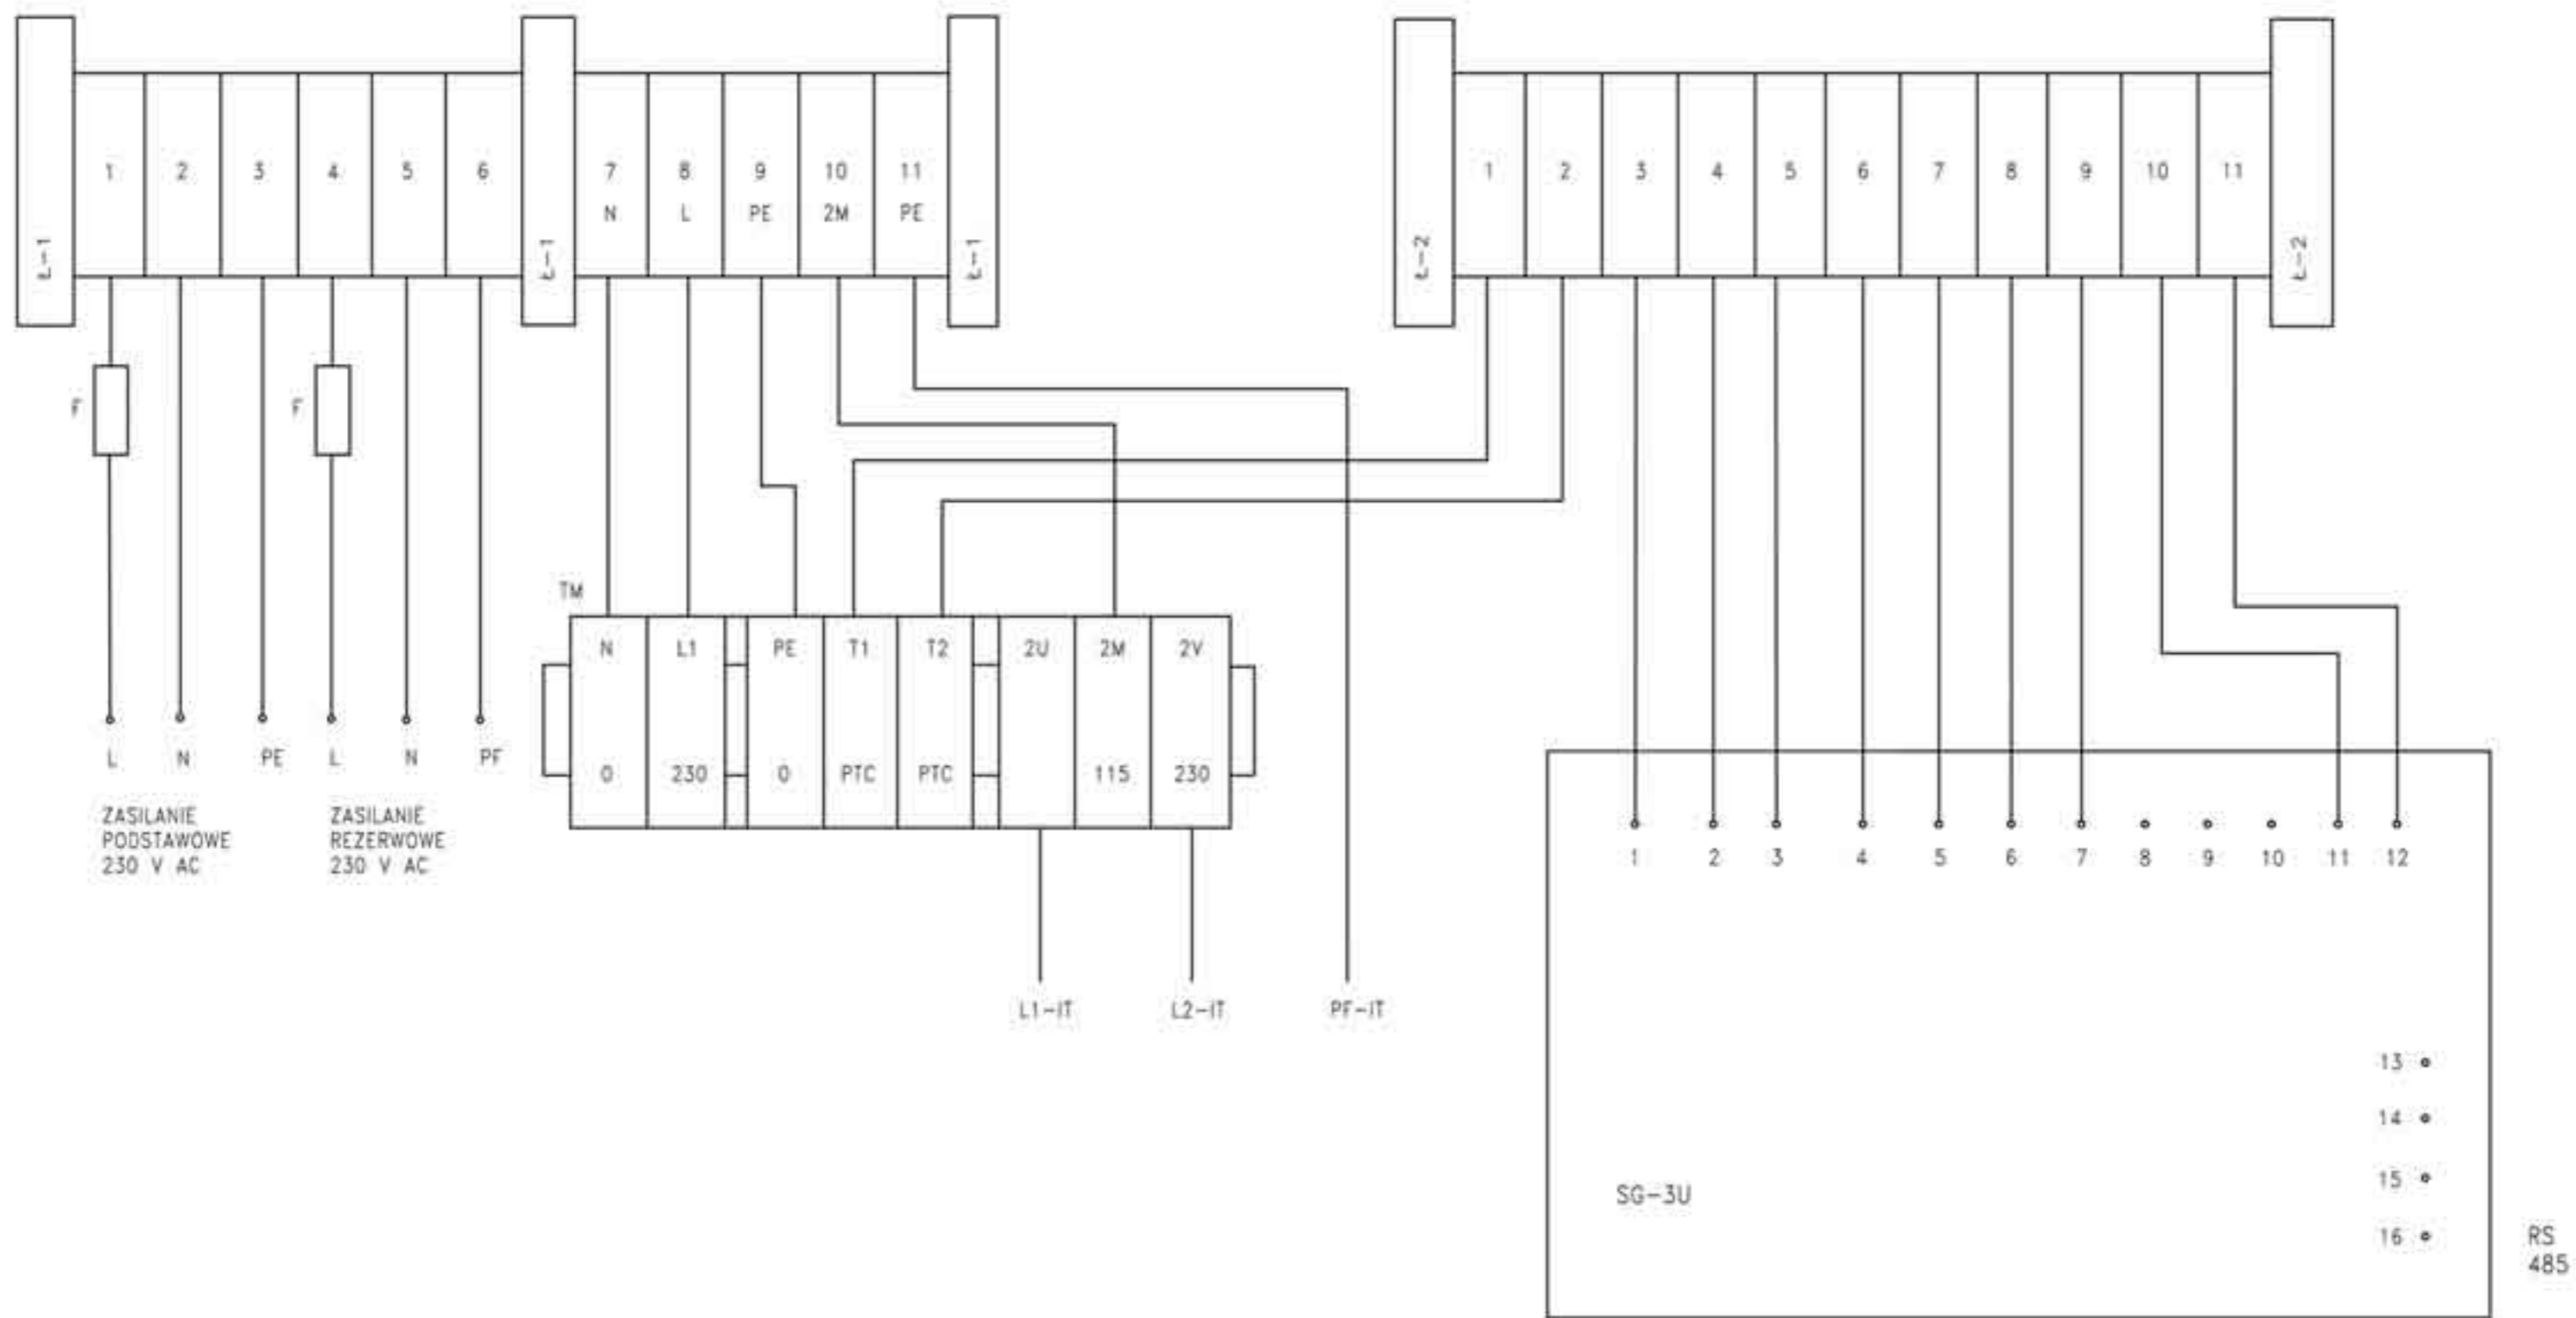 1 2 3 4 5 6 7 8 9 10 11
N L PE 2M PE
Ł-1 Ł-1 Ł-1
1 2 3 4 5 6 7 8 9 10 11
Ł-2 Ł-2
F F
TM
N L1 PE T1 T2 2U 2M 2V
0 230 0 PTC PTC 115 230
L N PE L N PF
ZASILANIE
PODSTAWOWE
230 V AC
ZASILANIE
REZERWOWE
230 V AC
1 2 3 4 5 6 7 8 9 10 11 12
L1-IT L2-IT PF-IT
13
14
15
16
SG-3U
RS
485